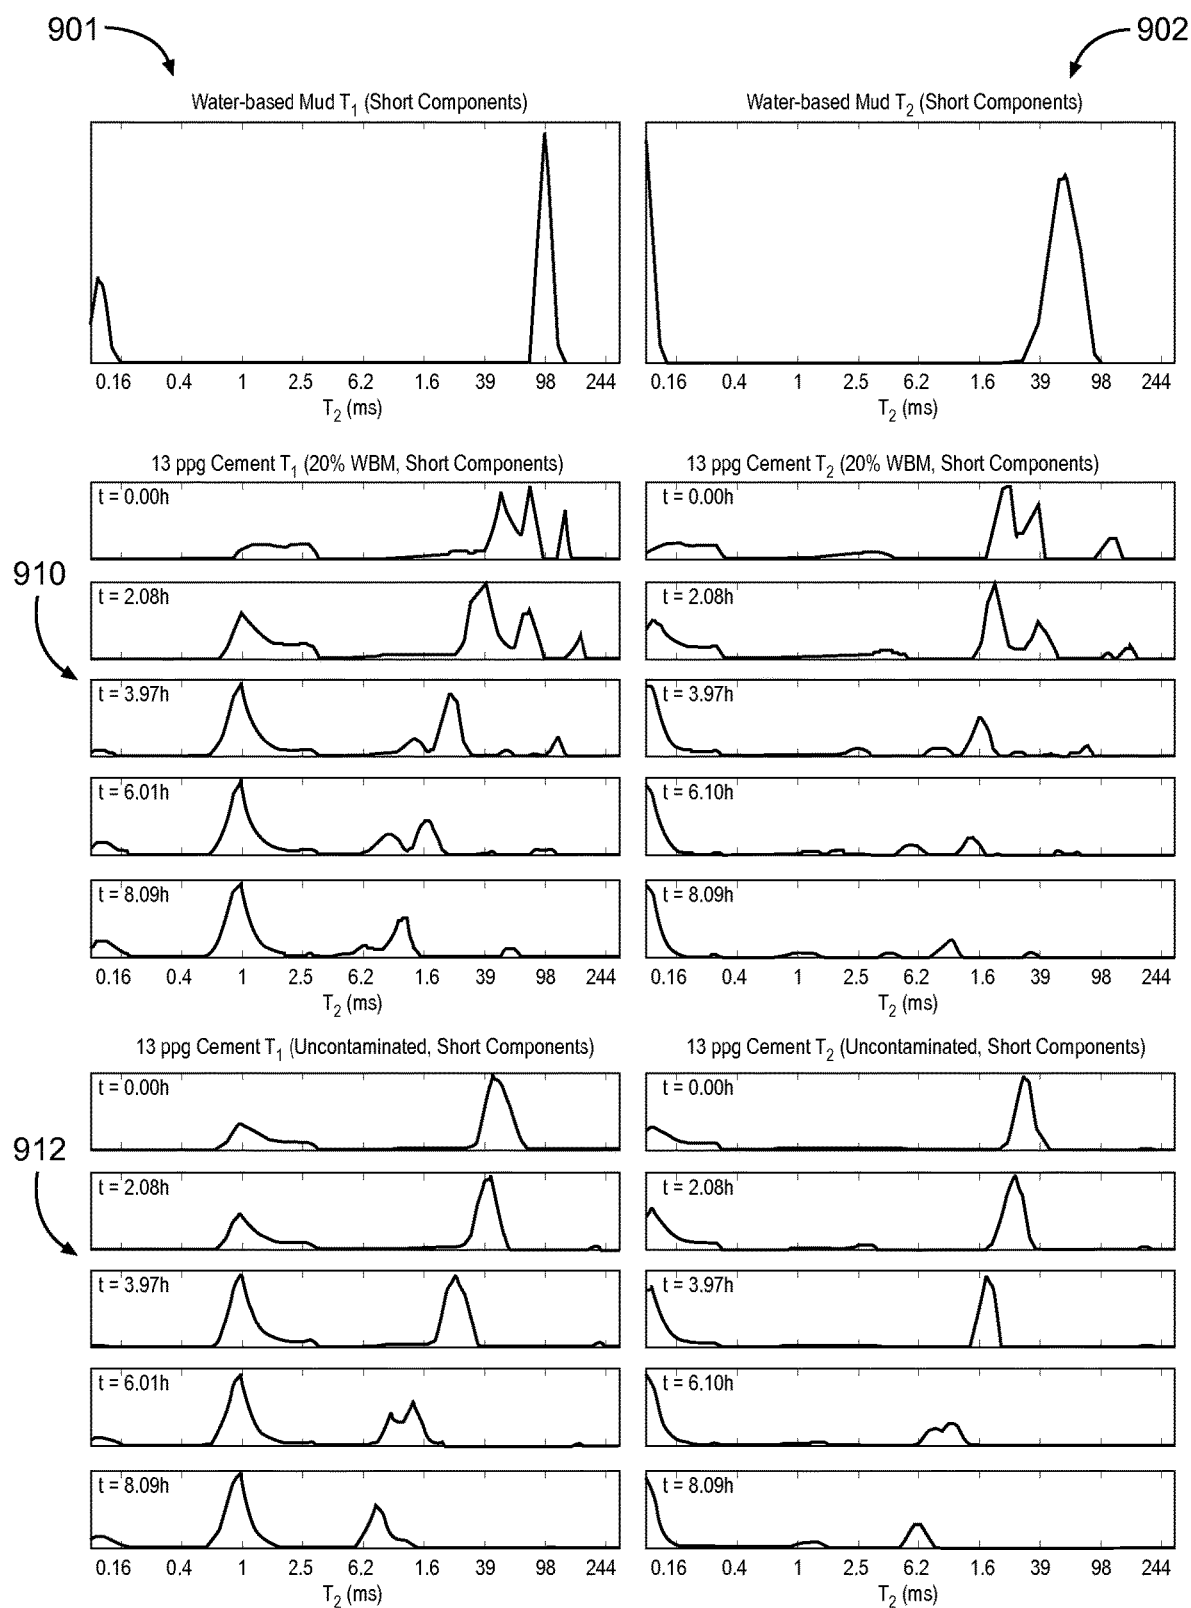 901
902
Water-based Mud T1 (Short Components)
Water-based Mud T2 (Short Components)
0.16 0.4 1 2.5 6.2 1.6 39 98 244
0.16 0.4 1 2.5 6.2 1.6 39 98 244
T2 (ms)
T2 (ms)
13 ppg Cement T1 (20% WBM, Short Components)
13 ppg Cement T2 (20% WBM, Short Components)
t = 0.00h
t = 0.00h
910
t = 2.08h
t = 2.08h
t = 3.97h
t = 3.97h
t = 6.01h
t = 6.10h
t = 8.09h
t = 8.09h
0.16 0.4 1 2.5 6.2 1.6 39 98 244
0.16 0.4 1 2.5 6.2 1.6 39 98 244
T2 (ms)
T2 (ms)
13 ppg Cement T1 (Uncontaminated, Short Components)
13 ppg Cement T2 (Uncontaminated, Short Components)
t = 0.00h
t = 0.00h
912
t = 2.08h
t = 2.08h
t = 3.97h
t = 3.97h
t = 6.01h
t = 6.10h
t = 8.09h
t = 8.09h
0.16 0.4 1 2.5 6.2 1.6 39 98 244
0.16 0.4 1 2.5 6.2 1.6 39 98 244
T2 (ms)
T2 (ms)